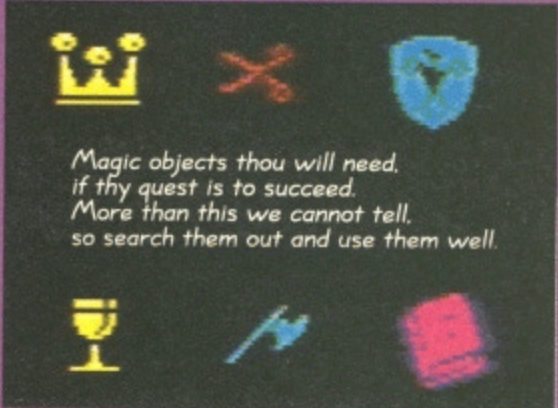 Magic objects thou will need,
if thy quest is to succeed.
More than this we cannot tell,
so search them out and use them well.